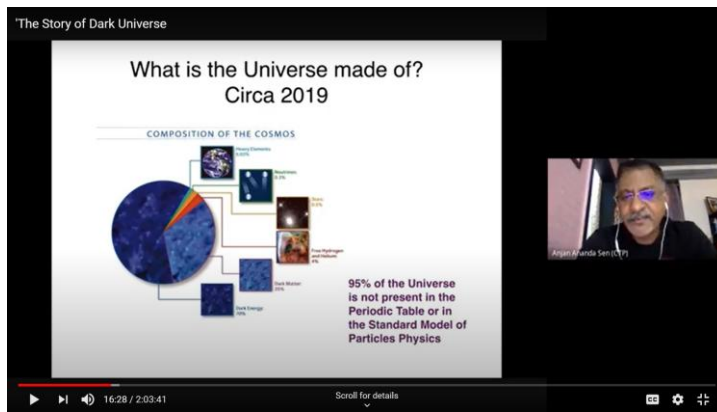 'The Story of Dark Universe
What is the Universe made of?
Circa 2019
COMPOSITION OF THE COSMOS
Heavy Elements
0.03%
Neutrinos
0.3%
Stars
0.5%
Free Hydrogen
and Helium
4%
Dark Matter
Dark Energy
95% of the Universe
is not present in the
Periodic Table or in
the Standard Model of
Particles Physics
Anjan Ananda Sen (CTP)
16:28 / 2:03:41
Scroll for details
CC